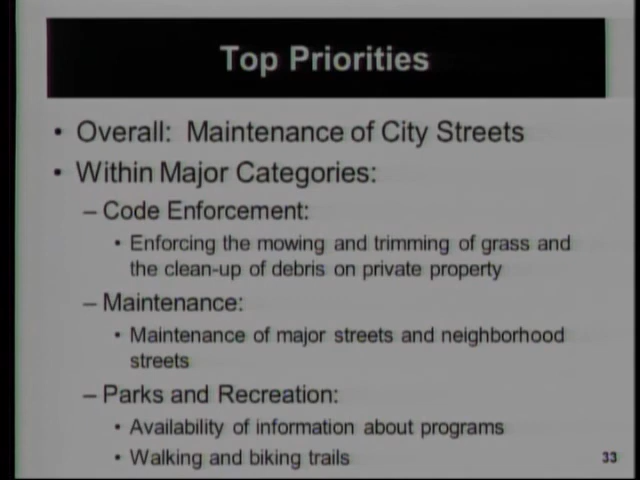 Top Priorities
• Overall: Maintenance of City Streets
• Within Major Categories:
– Code Enforcement:
• Enforcing the mowing and trimming of grass and
the clean-up of debris on private property
– Maintenance:
• Maintenance of major streets and neighborhood
streets
– Parks and Recreation:
• Availability of information about programs
• Walking and biking trails
33